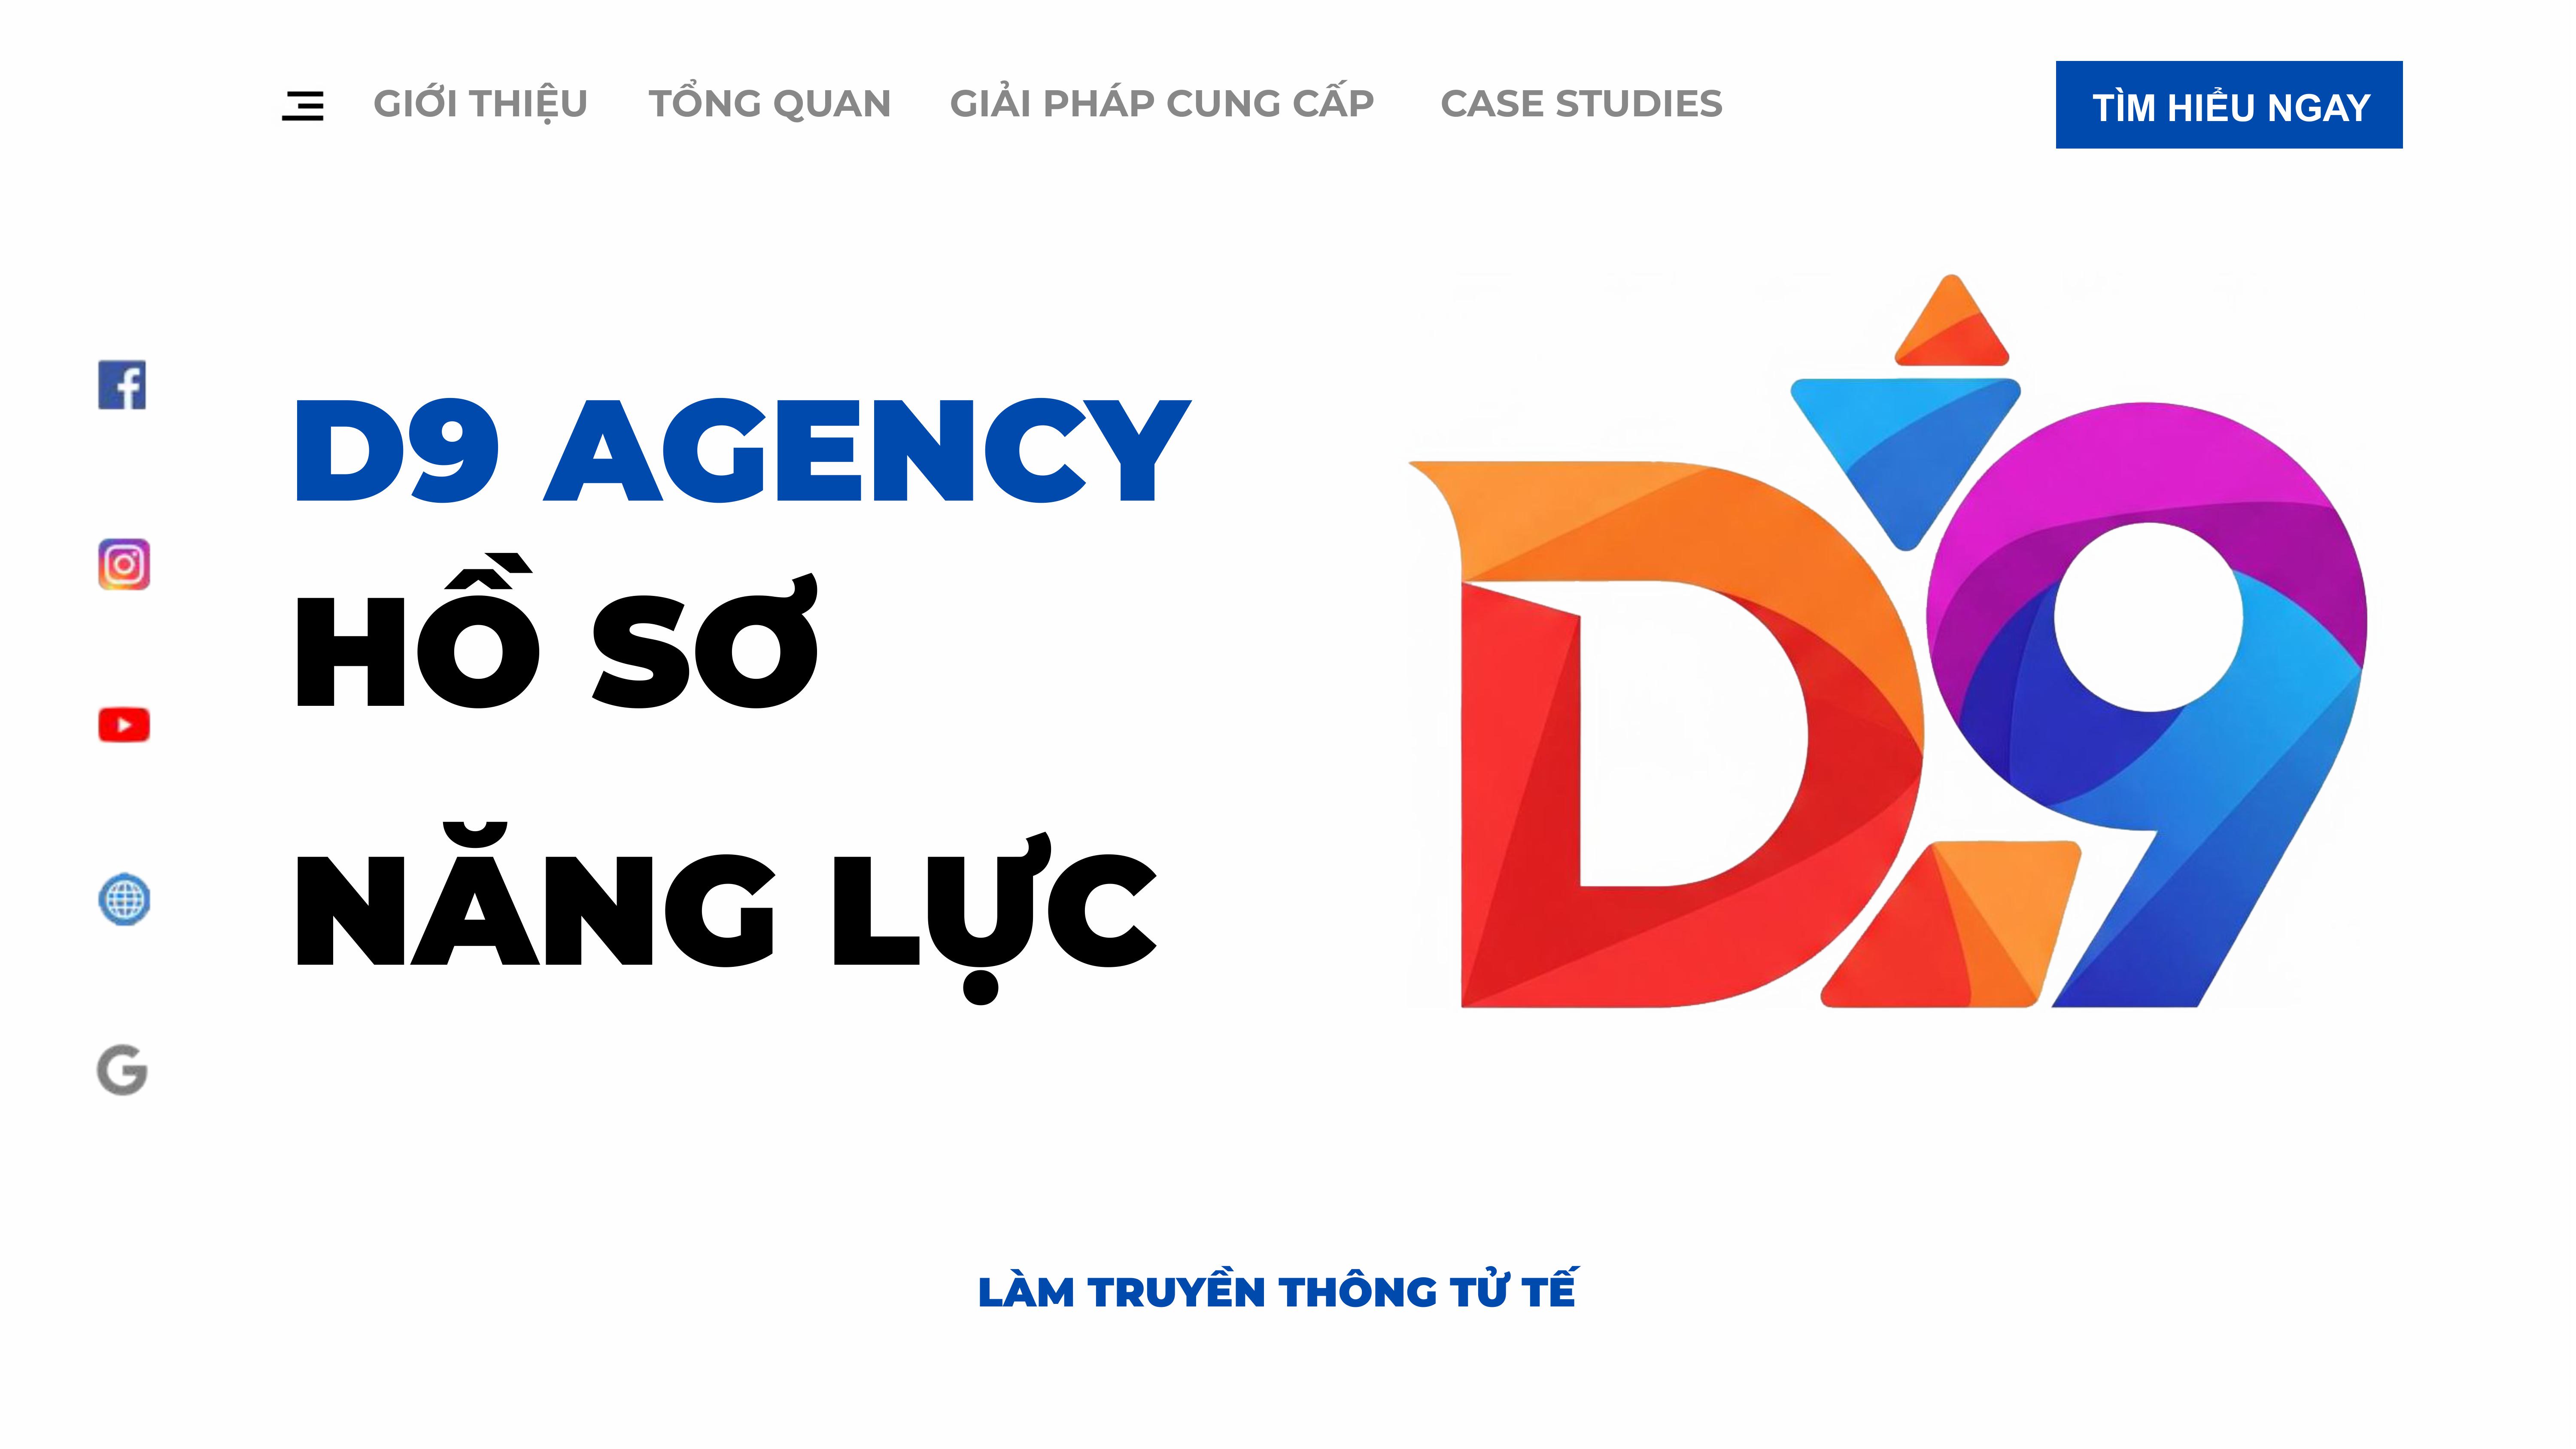 GIỚI THIỆU TỔNG QUAN GIẢI PHÁP CUNG CẤP CASE STUDIES TÌM HIỂU NGAY
D9 AGENCY
HỒ SƠ
NĂNG LỰC
D9
LÀM TRUYỀN THÔNG TỬ TẾ